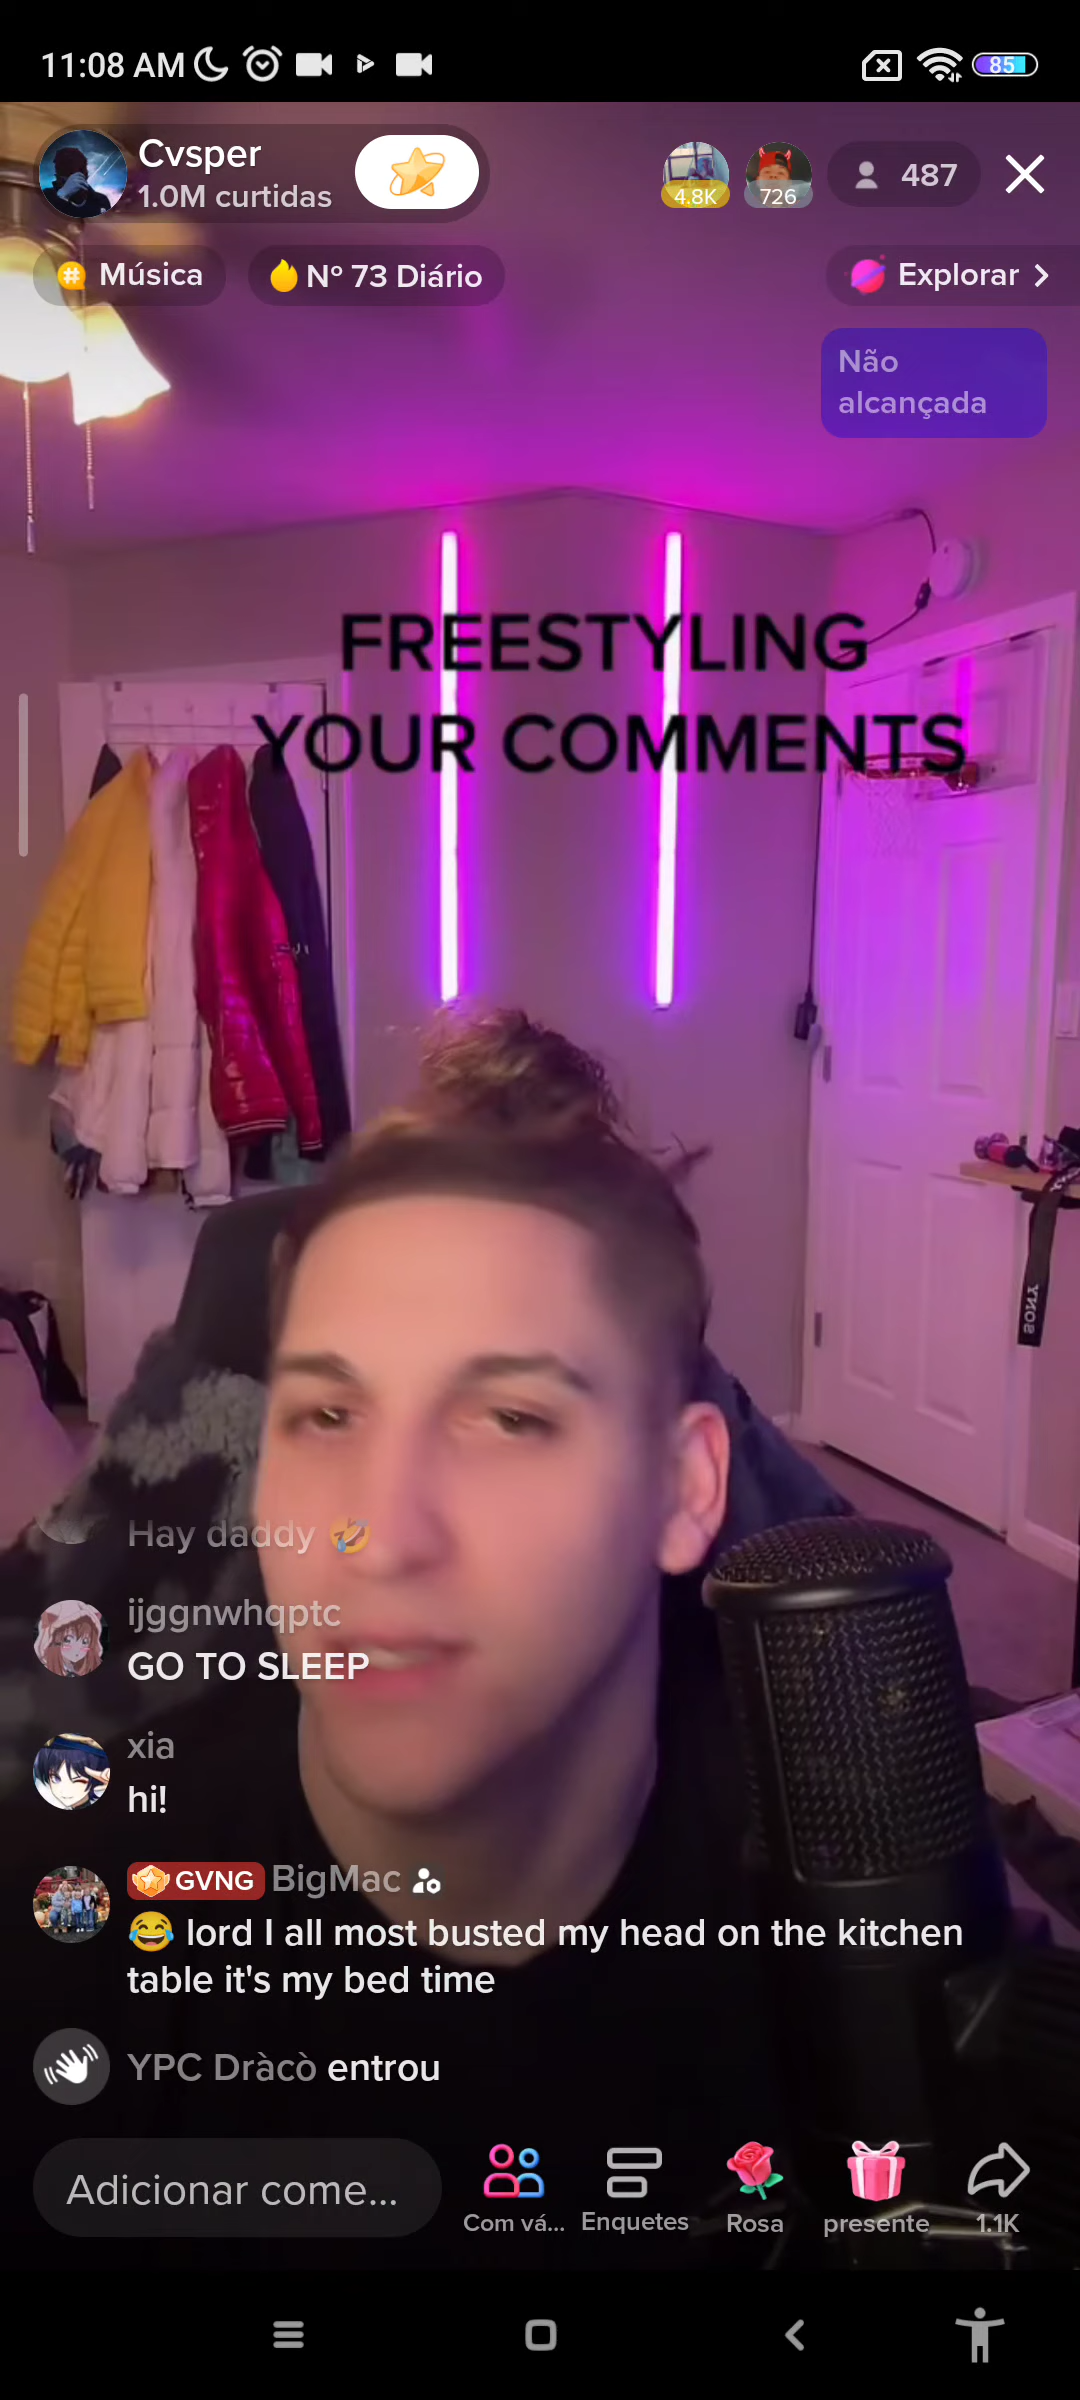 11:08 AM
85
Cvsper
1.0M curtidas
4.8K
726
487
Música
Nº 73 Diário
Explorar
Não
alcançada
FREESTYLING
YOUR COMMENTS
SONY
Hay daddy 🤣
ijggnwhqptc
GO TO SLEEP
xia
hi!
GVNG BigMac
😂 lord I all most busted my head on the kitchen
table it's my bed time
YPC Dràcò entrou
Adicionar come...
Com vá...
Enquetes
Rosa
presente
1.1K